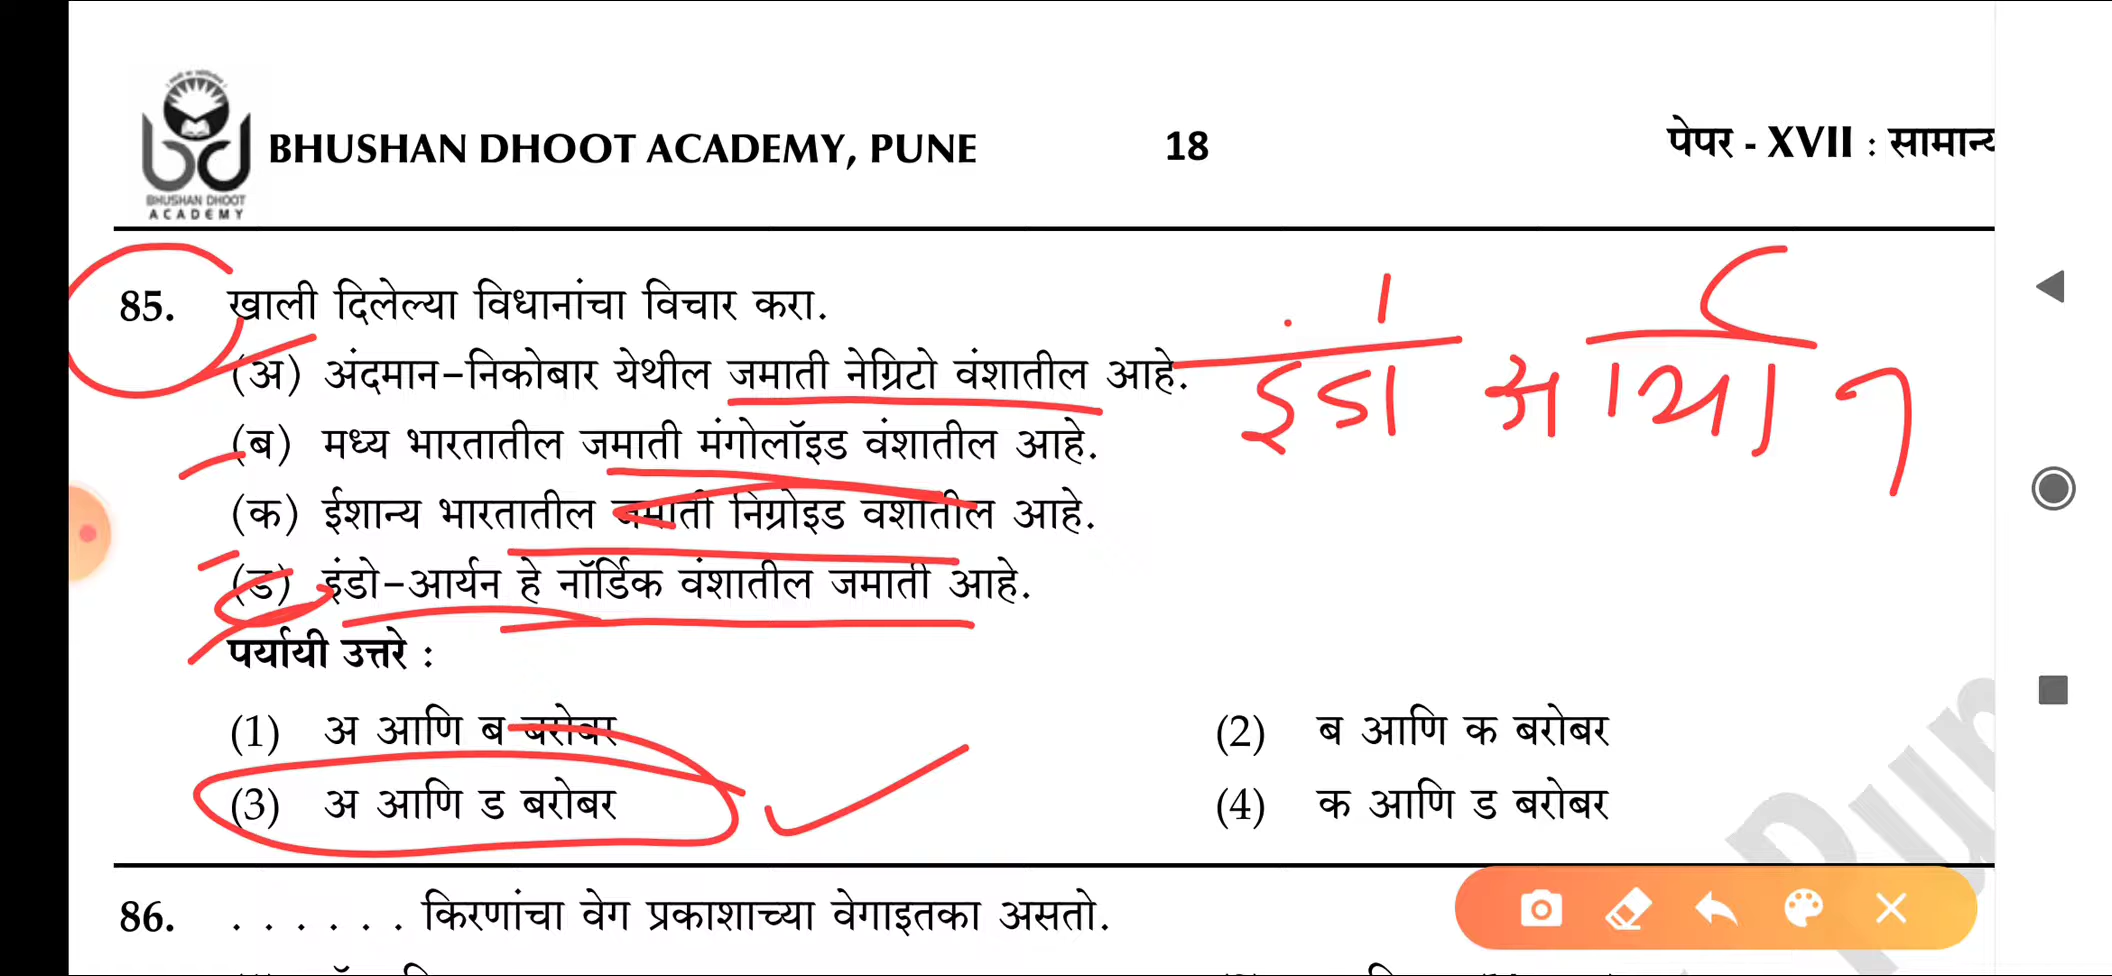 BHUSHAN DHOOT ACADEMY, PUNE 18 पेपर - XVII : सामान्य
BHUSHAN DHOOT
ACADEMY
85. खाली दिलेल्या विधानांचा विचार करा.
(अ) अंदमान-निकोबार येथील जमाती नेग्रिटो वंशातील आहे.
इंडो आर्यन
(ब) मध्य भारतातील जमाती मंगोलॉइड वंशातील आहे.
(क) ईशान्य भारतातील जमाती निग्रोइड वशातील आहे.
(ड) इंडो-आर्यन हे नॉर्डिक वंशातील जमाती आहे.
पर्यायी उत्तरे :
(1) अ आणि ब बरोबर (2) ब आणि क बरोबर
(3) अ आणि ड बरोबर (4) क आणि ड बरोबर
86. . . . . . . किरणांचा वेग प्रकाशाच्या वेगाइतका असतो.